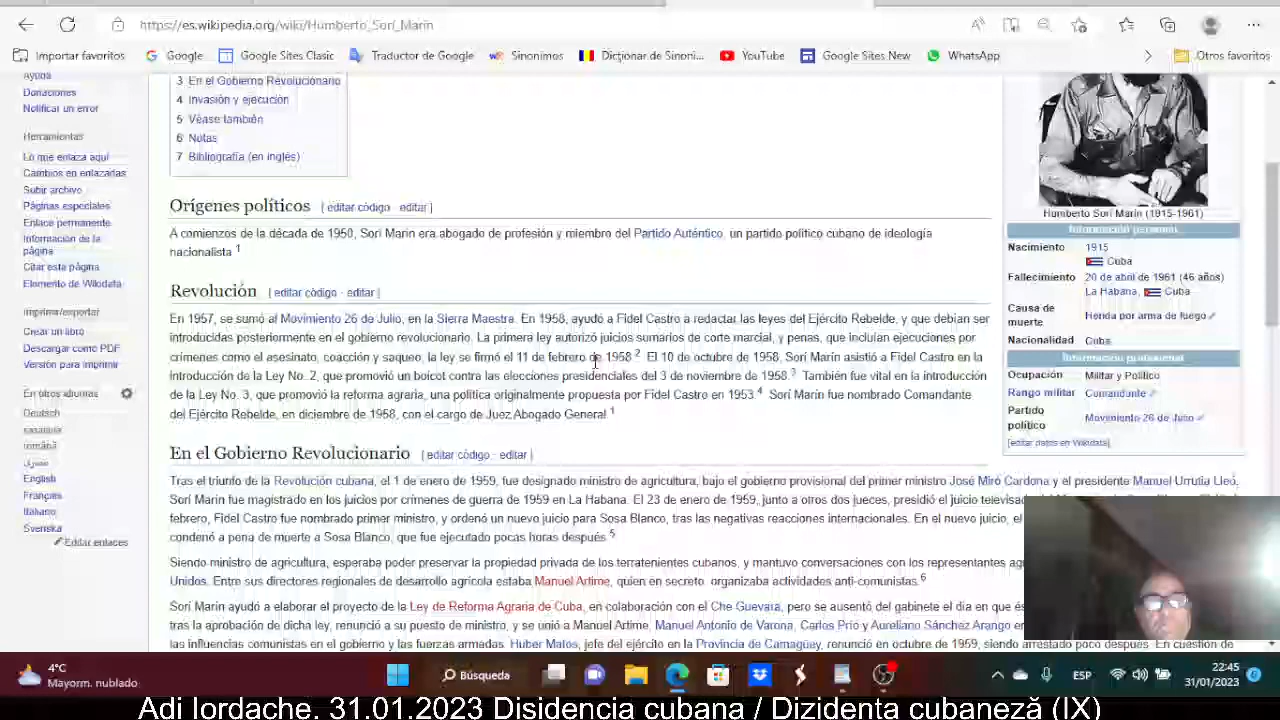 https://es.wikipedia.org/wiki/Humberto_Sorí_Marín
Importar favoritos
Google
Google Sites Clasic
Traductor de Google
Sinonimos
Dicționar de Sinoni...
YouTube
Google Sites New
WhatsApp
Otros favoritos
Ayuda
Donaciones
Notificar un error
Herramientas
Lo que enlaza aquí
Cambios en enlazadas
Subir archivo
Páginas especiales
Enlace permanente
Información de la
página
Citar esta página
Elemento de Wikidata
Imprimir/exportar
Crear un libro
Descargar como PDF
Versión para imprimir
En otros idiomas
Deutsch
English
Français
Italiano
Svenska
Editar enlaces
3 En el Gobierno Revolucionario
4 Invasión y ejecución
5 Véase también
6 Notas
7 Bibliografía (en inglés)
Orígenes políticos [ editar código · editar ]
A comienzos de la década de 1950, Sorí Marín era abogado de profesión y miembro del Partido Auténtico, un partido político cubano de ideología
nacionalista 1
Revolución [ editar código · editar ]
En 1957, se sumó al Movimiento 26 de Julio, en la Sierra Maestra. En 1958, ayudó a Fidel Castro a redactar las leyes del Ejército Rebelde, y que debían ser
introducidas posteriormente en el gobierno revolucionario. La primera ley autorizó juicios sumarios de corte marcial, y penas, que incluían ejecuciones por
crímenes como el asesinato, coacción y saqueo, la ley se firmó el 11 de febrero de 1958 2 El 10 de octubre de 1958, Sorí Marín asistió a Fidel Castro en la
introducción de la Ley No. 2, que promovió un boicot contra las elecciones presidenciales del 3 de noviembre de 1958. 3 También fue vital en la introducción
de la Ley No. 3, que promovió la reforma agraria, una política originalmente propuesta por Fidel Castro en 1953. 4 Sorí Marín fue nombrado Comandante
del Ejército Rebelde, en diciembre de 1958, con el cargo de Juez Abogado General 1
En el Gobierno Revolucionario [ editar código · editar ]
Tras el triunfo de la Revolución cubana, el 1 de enero de 1959, fue designado ministro de agricultura, bajo el gobierno provisional del primer ministro José Miró Cardona y el presidente Manuel Urrutia Lleó.
Sorí Marín fue magistrado en los juicios por crímenes de guerra de 1959 en La Habana. El 23 de enero de 1959, junto a otros dos jueces, presidió el juicio televisa
febrero, Fidel Castro fue nombrado primer ministro, y ordenó un nuevo juicio para Sosa Blanco, tras las negativas reacciones internacionales. En el nuevo juicio, el
condenó a pena de muerte a Sosa Blanco, que fue ejecutado pocas horas después. 5
Siendo ministro de agricultura, esperaba poder preservar la propiedad privada de los terratenientes cubanos, y mantuvo conversaciones con los representantes ag
Unidos. Entre sus directores regionales de desarrollo agrícola estaba Manuel Artime, quien en secreto organizaba actividades anti-comunistas. 6
Sorí Marín ayudó a elaborar el proyecto de la Ley de Reforma Agraria de Cuba, en colaboración con el Che Guevara, pero se ausentó del gabinete el día en que és
tras la aprobación de dicha ley, renunció a su puesto de ministro, y se unió a Manuel Artime, Manuel Antonio de Varona, Carlos Prío y Aureliano Sánchez Arango en
las influencias comunistas en el gobierno y las fuerzas armadas. Huber Matos, jefe del ejército en la Provincia de Camagüey, renunció en octubre de 1959, siendo arrestado poco después. En cuestión de
Humberto Sorí Marín (1915-1961)
Información personal
Nacimiento 1915
Cuba
Fallecimiento 20 de abril de 1961 (46 años)
La Habana, Cuba
Causa de
muerte Herida por arma de fuego
Nacionalidad Cuba
Información profesional
Ocupación Militar y Político
Rango militar Comandante
Partido
político Movimiento 26 de Julio
[editar datos en Wikidata]
4°C
Mayorm. nublado
Búsqueda
ESP
22:45
31/01/2023
Adi Iordache. 31.01.2023 Disidencia cubana / Dizidenta cubaneză (IX)